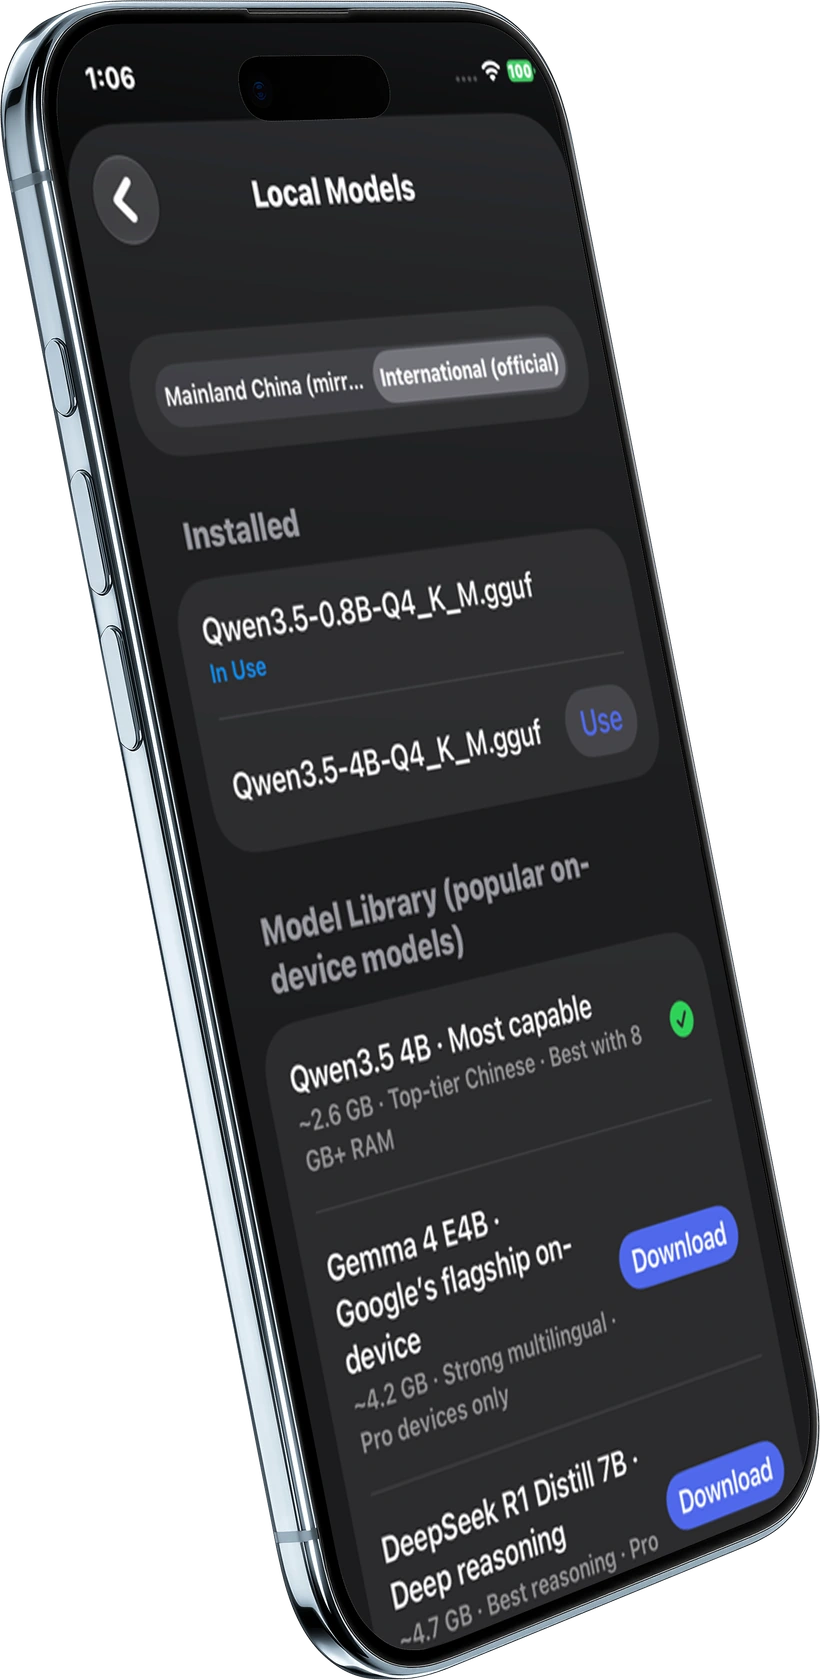 1:06
100
Local Models
Mainland China (mirr...
International (official)
Installed
Qwen3.5-0.8B-Q4_K_M.gguf
In Use
Qwen3.5-4B-Q4_K_M.gguf
Use
Model Library (popular on-
device models)
Qwen3.5 4B · Most capable
~2.6 GB · Top-tier Chinese · Best with 8
GB+ RAM
Gemma 4 E4B ·
Google's flagship on-
device
~4.2 GB · Strong multilingual ·
Pro devices only
Download
DeepSeek R1 Distill 7B ·
Deep reasoning
~4.7 GB · Best reasoning · Pro
Download